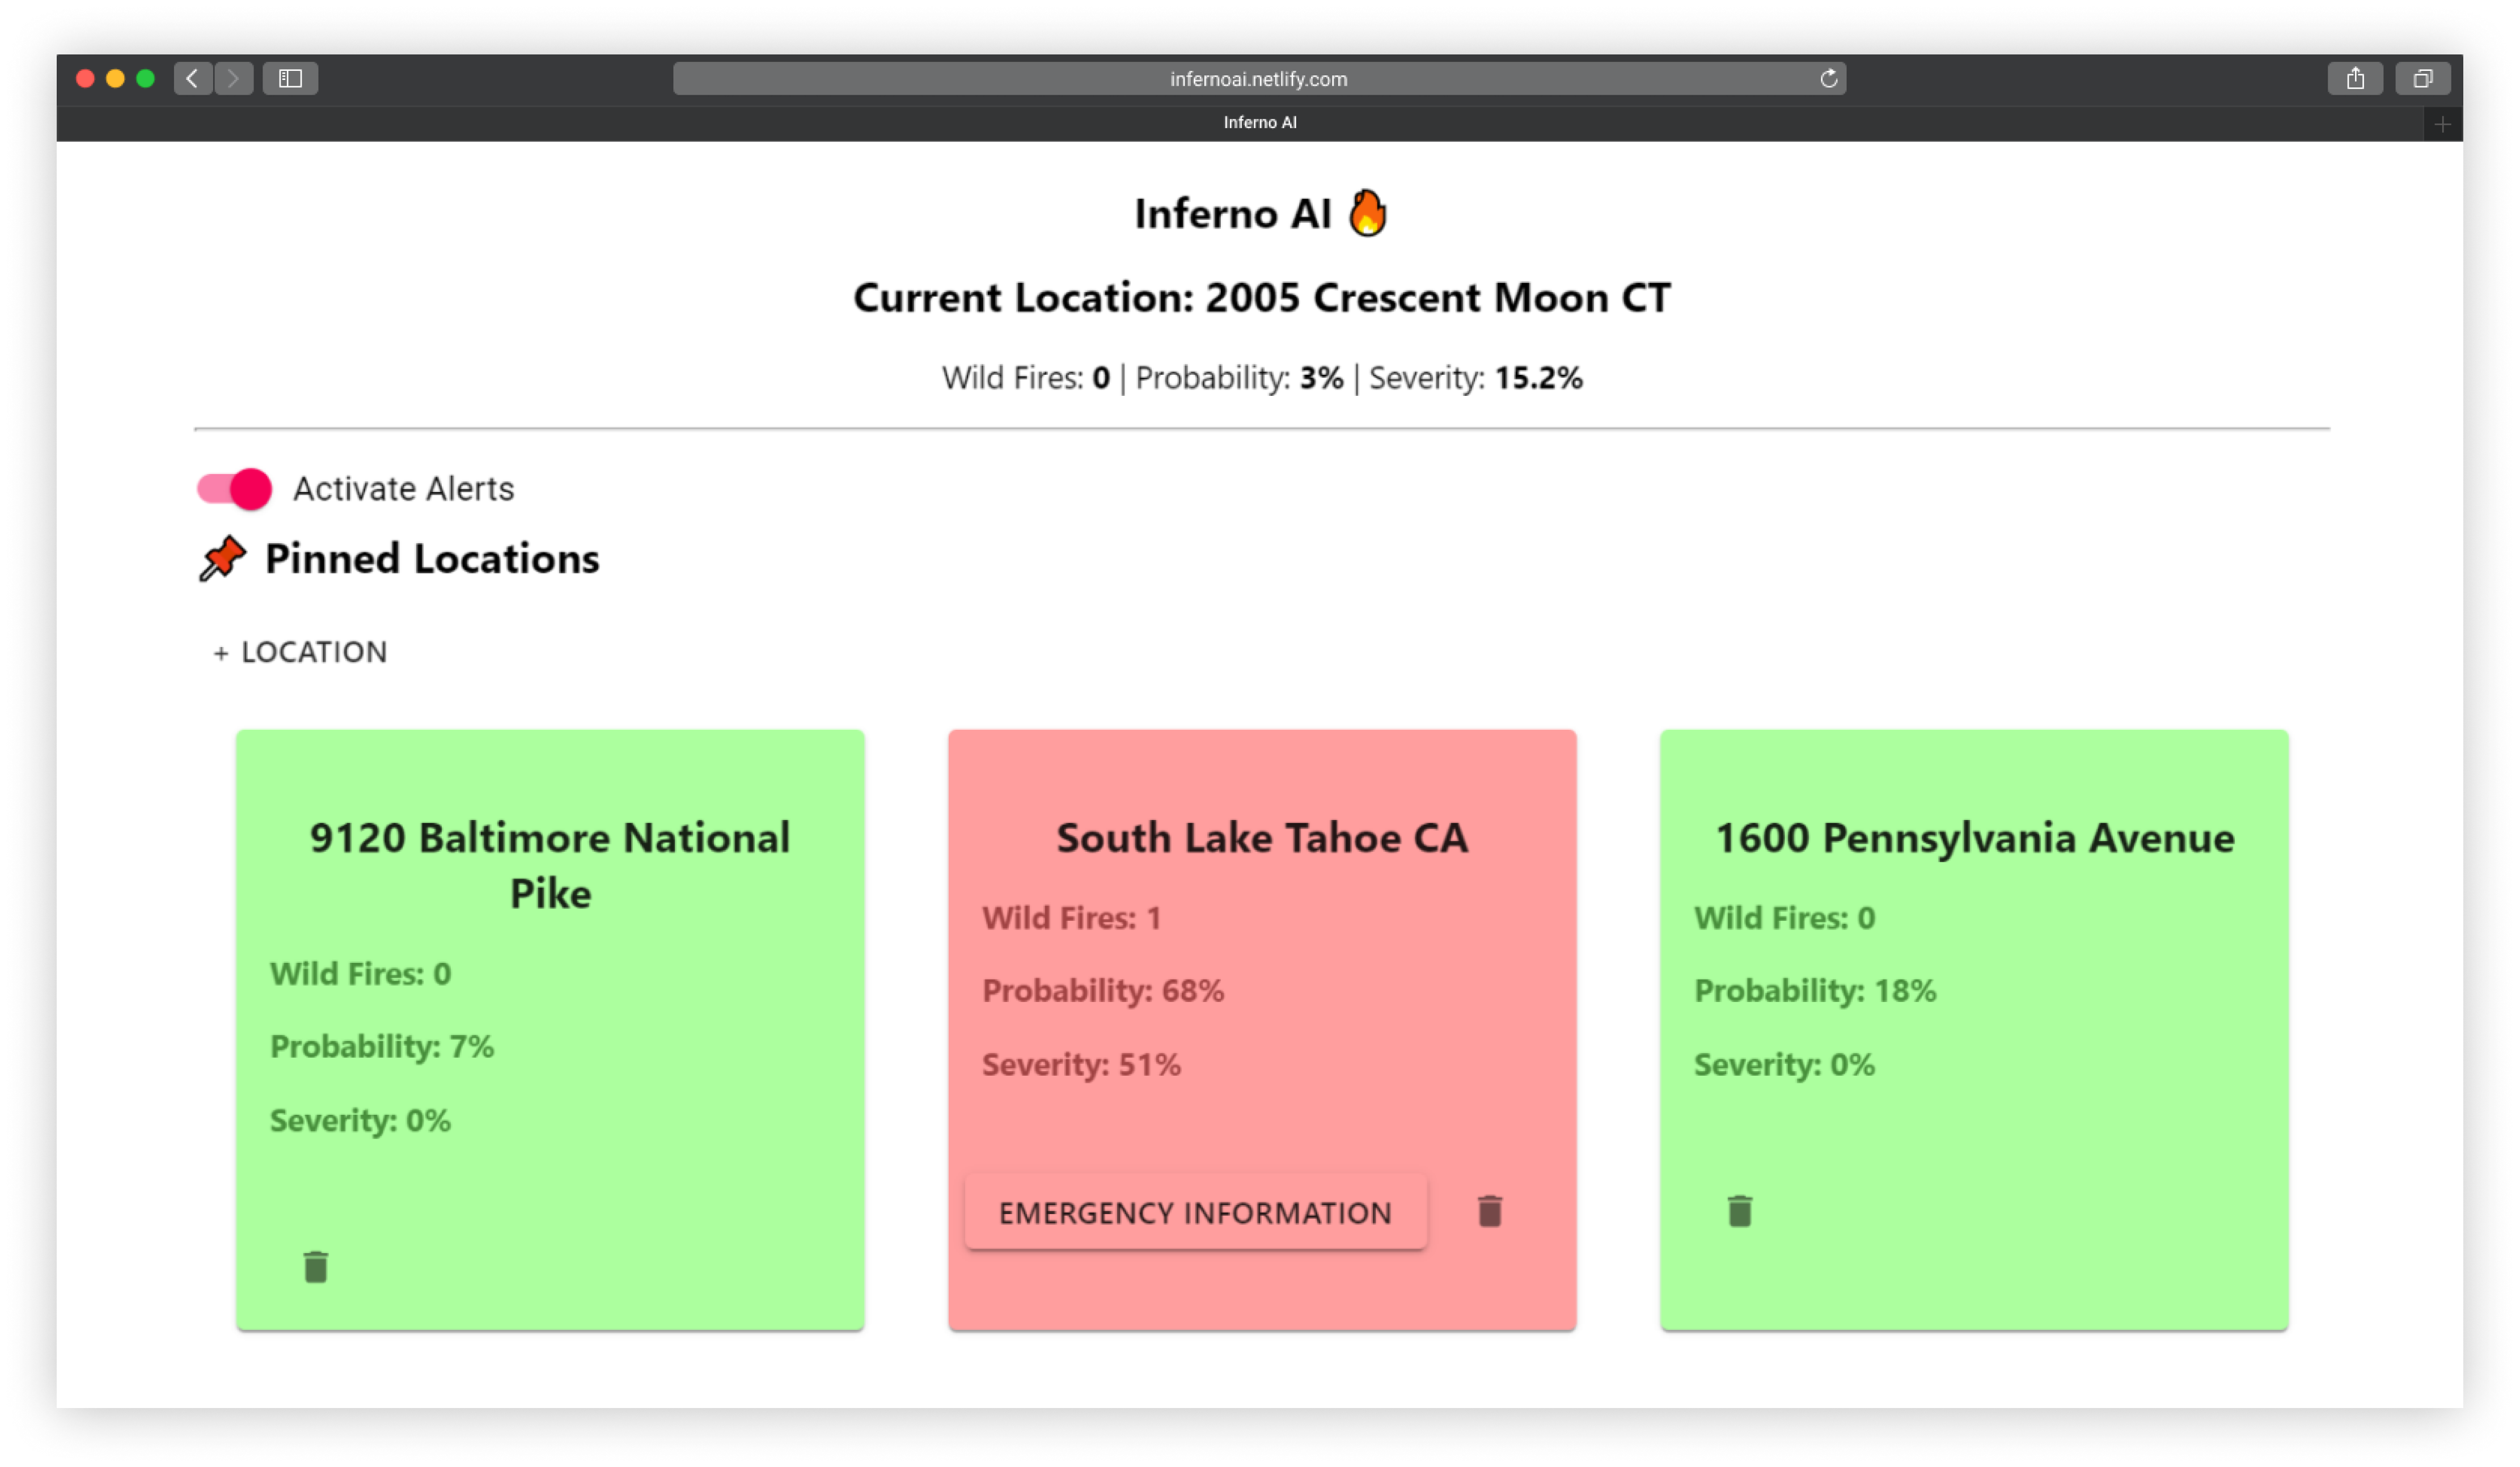 infernoai.netlify.com
Inferno AI
Inferno AI 🔥
Current Location: 2005 Crescent Moon CT
Wild Fires: 0 | Probability: 3% | Severity: 15.2%
Activate Alerts
📌 Pinned Locations
+ LOCATION
9120 Baltimore National
Pike
Wild Fires: 0
Probability: 7%
Severity: 0%
South Lake Tahoe CA
Wild Fires: 1
Probability: 68%
Severity: 51%
EMERGENCY INFORMATION
1600 Pennsylvania Avenue
Wild Fires: 0
Probability: 18%
Severity: 0%